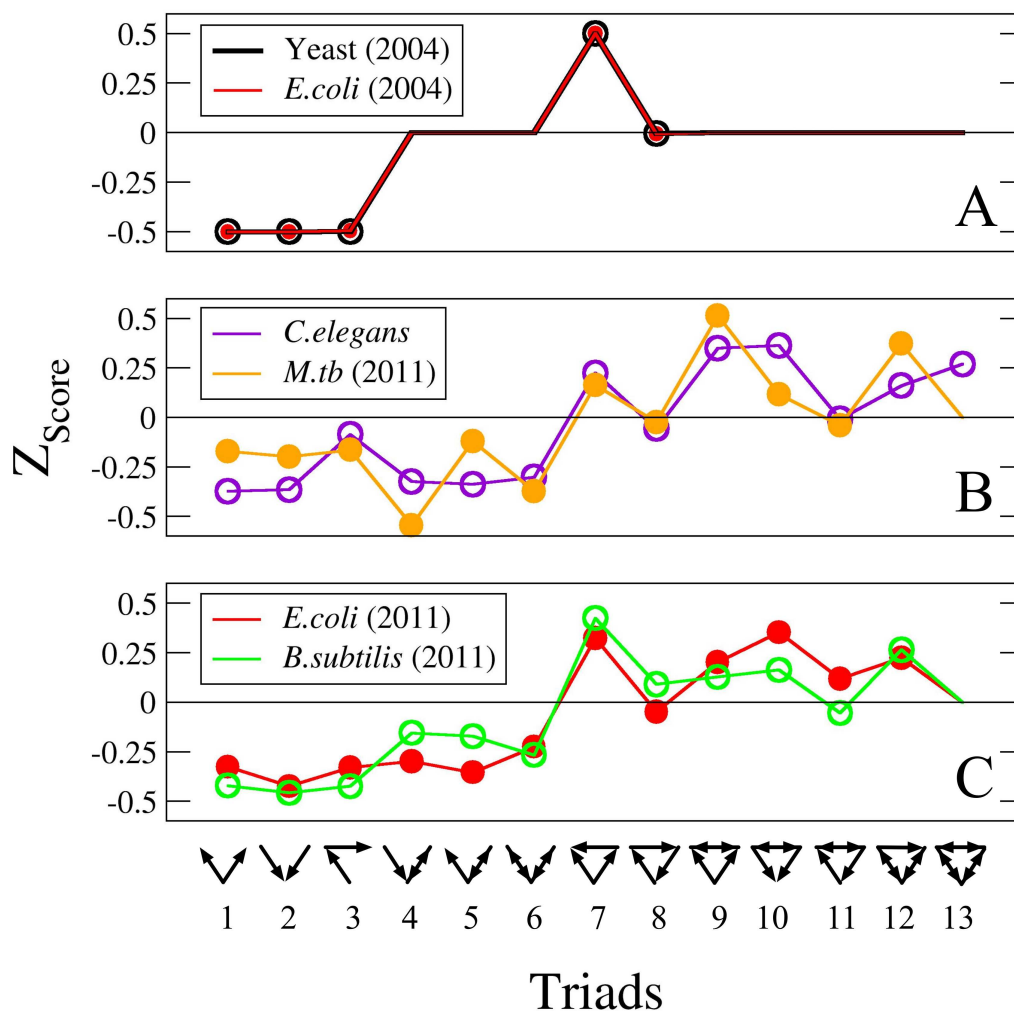 0.5
0.25
0
-0.25
-0.5
Yeast (2004)
E.coli (2004)
A
0.5
0.25
0
-0.25
-0.5
C.elegans
M.tb (2011)
B
ZScore
0.5
0.25
0
-0.25
-0.5
E.coli (2011)
B.subtilis (2011)
C
1 2 3 4 5 6 7 8 9 10 11 12 13
Triads